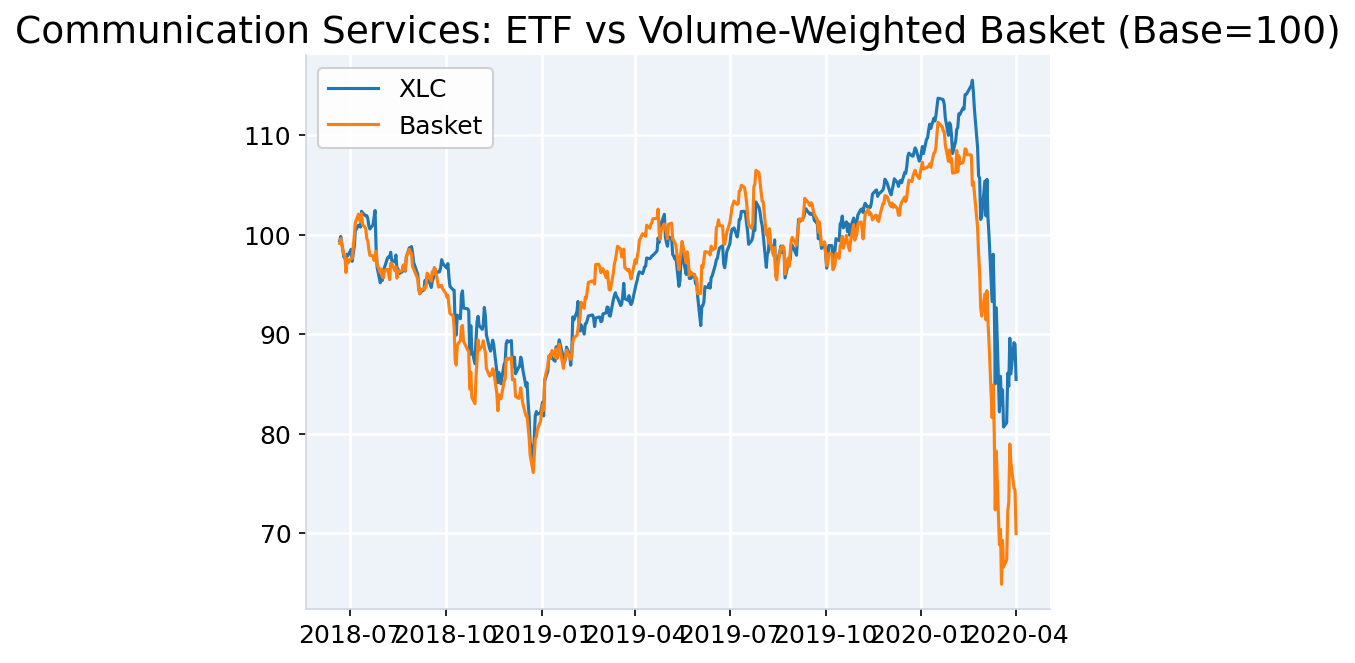 Communication Services: ETF vs Volume-Weighted Basket (Base=100)
XLC
Basket
110
100
90
80
70
2018-07 2018-10 2019-01 2019-04 2019-07 2019-10 2020-01 2020-04